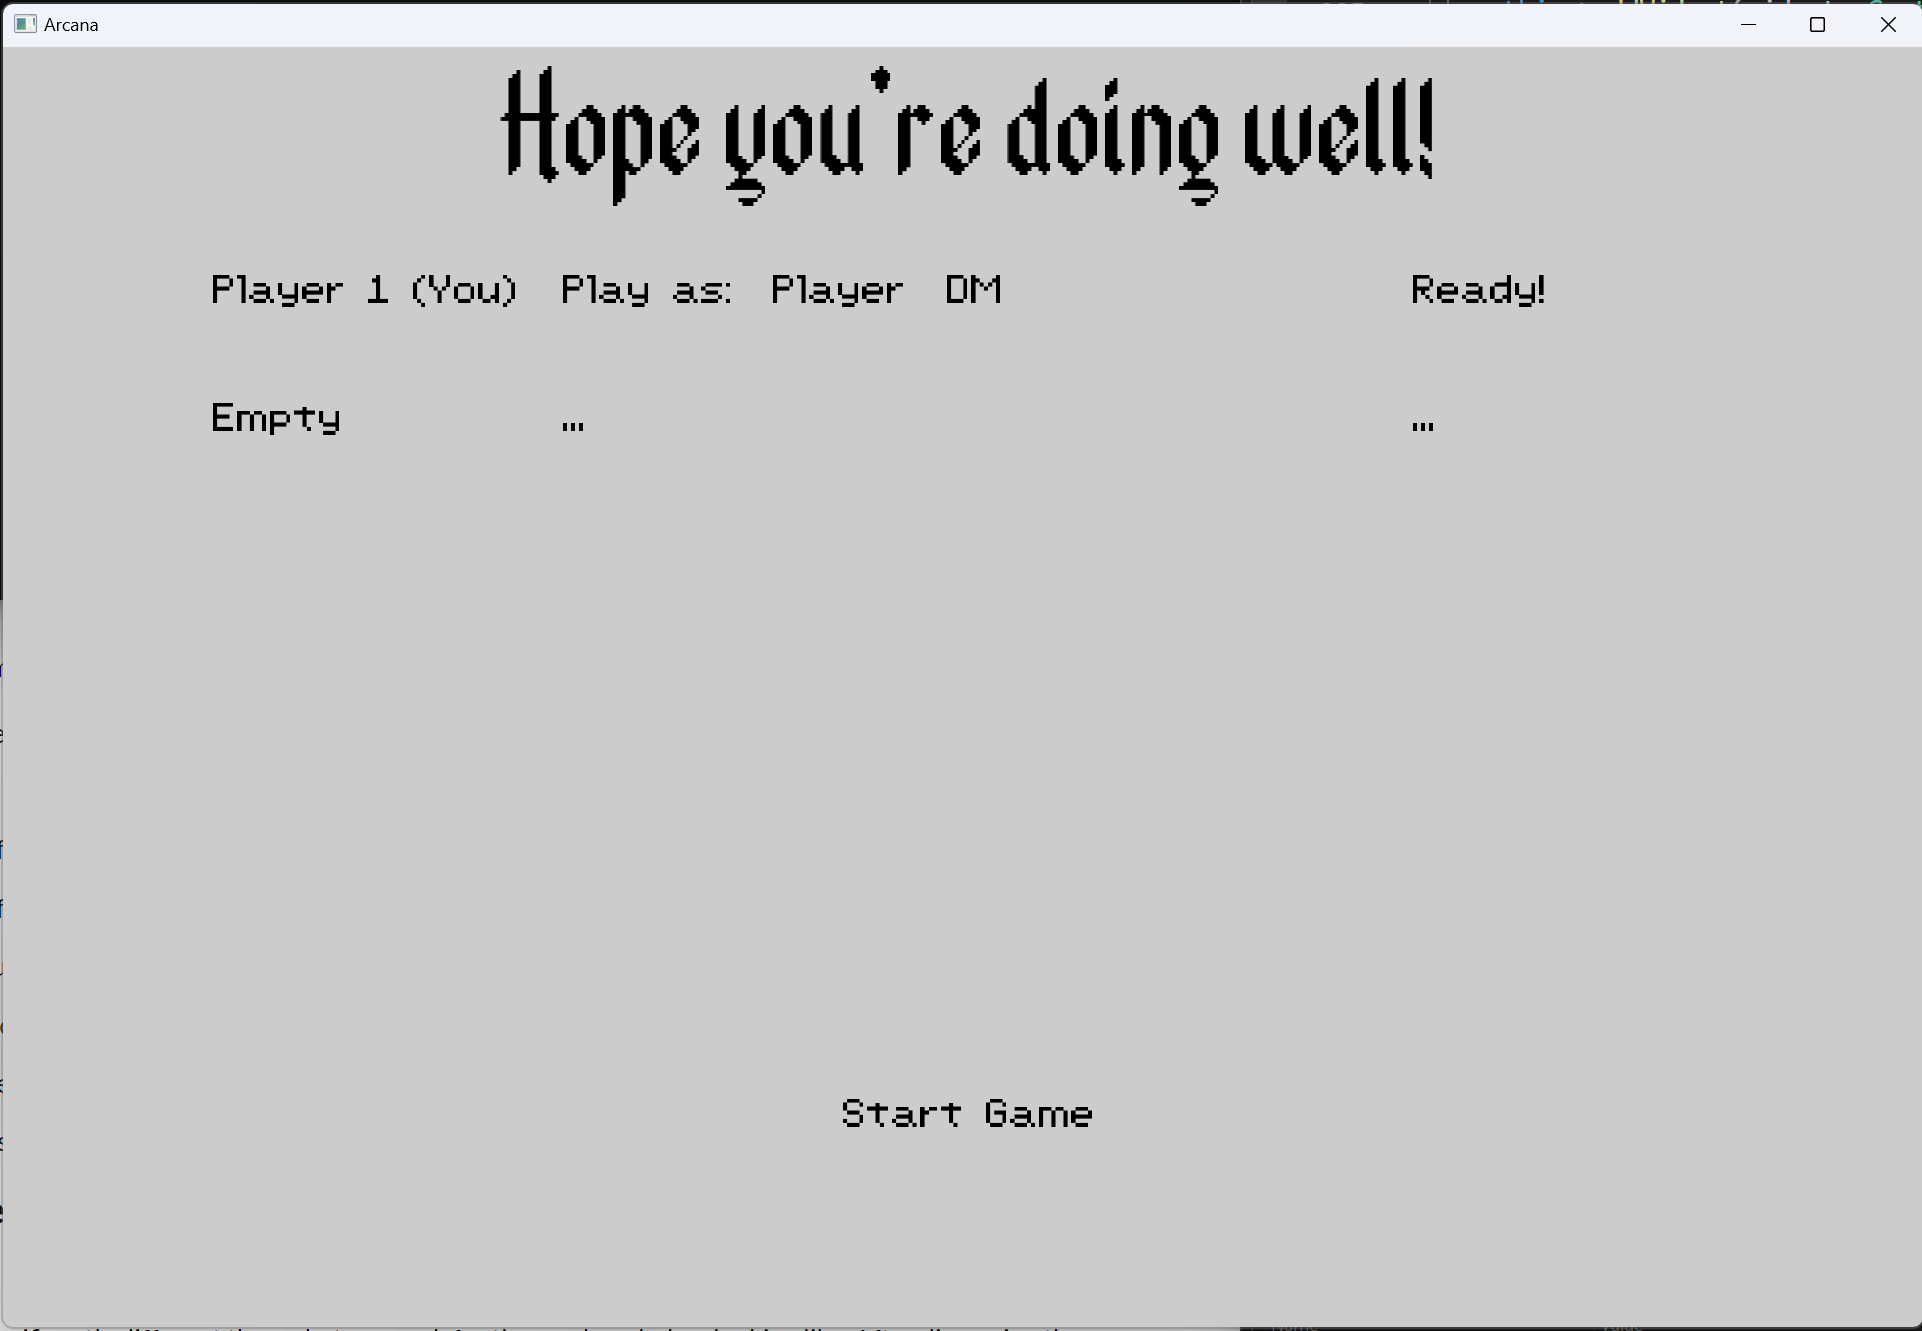 Arcana
Hope you're doing well!
Player 1 (You) Play as: Player DM Ready!
Empty ... ...
Start Game